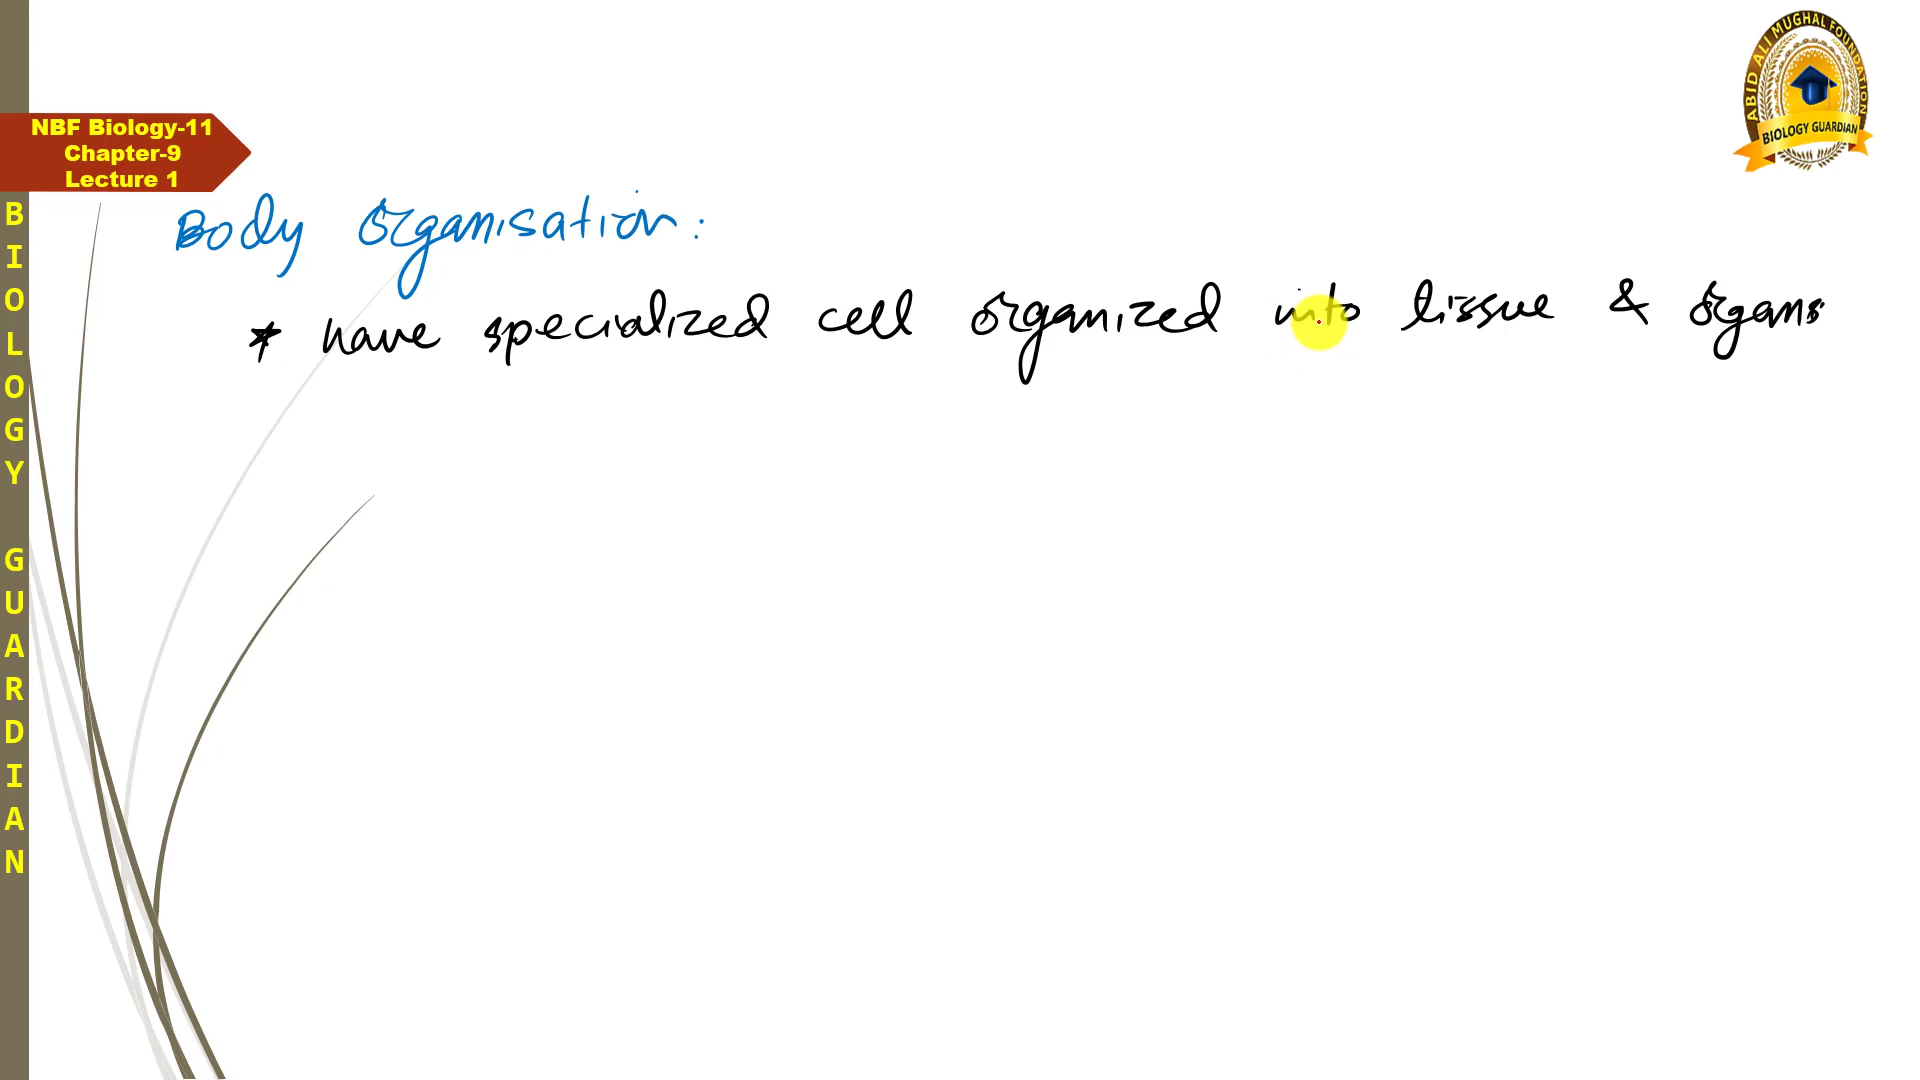 ABID ALI MUGHAL FOUNDATION
BIOLOGY GUARDIAN
NBF Biology-11
Chapter-9
Lecture 1
BIOLOGY GUARDIAN
Body organisation:
* have specialized cell organized into tissue & organs